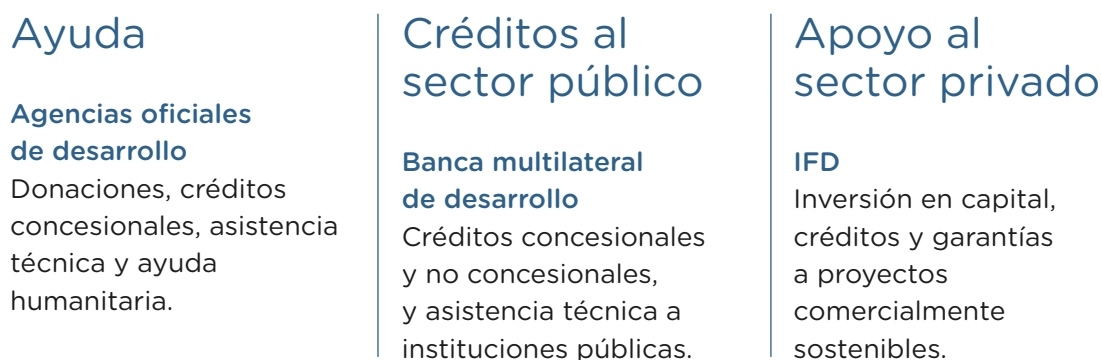 Ayuda
Agencias oficiales
de desarrollo
Donaciones, créditos
concesionales, asistencia
técnica y ayuda
humanitaria.
Créditos al
sector público
Banca multilateral
de desarrollo
Créditos concesionales
y no concesionales,
y asistencia técnica a
instituciones públicas.
Apoyo al
sector privado
IFD
Inversión en capital,
créditos y garantías
a proyectos
comercialmente
sostenibles.